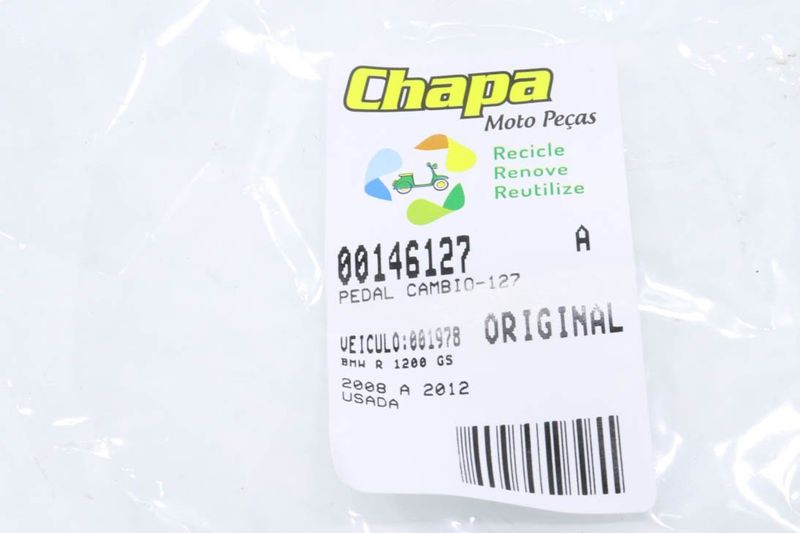 Chapa
Moto Peças
Recicle
Renove
Reutilize
00146127 A
PEDAL CAMBIO-127
VEICULO:001978 ORIGINAL
BMW R 1200 GS
2008 A 2012
USADA